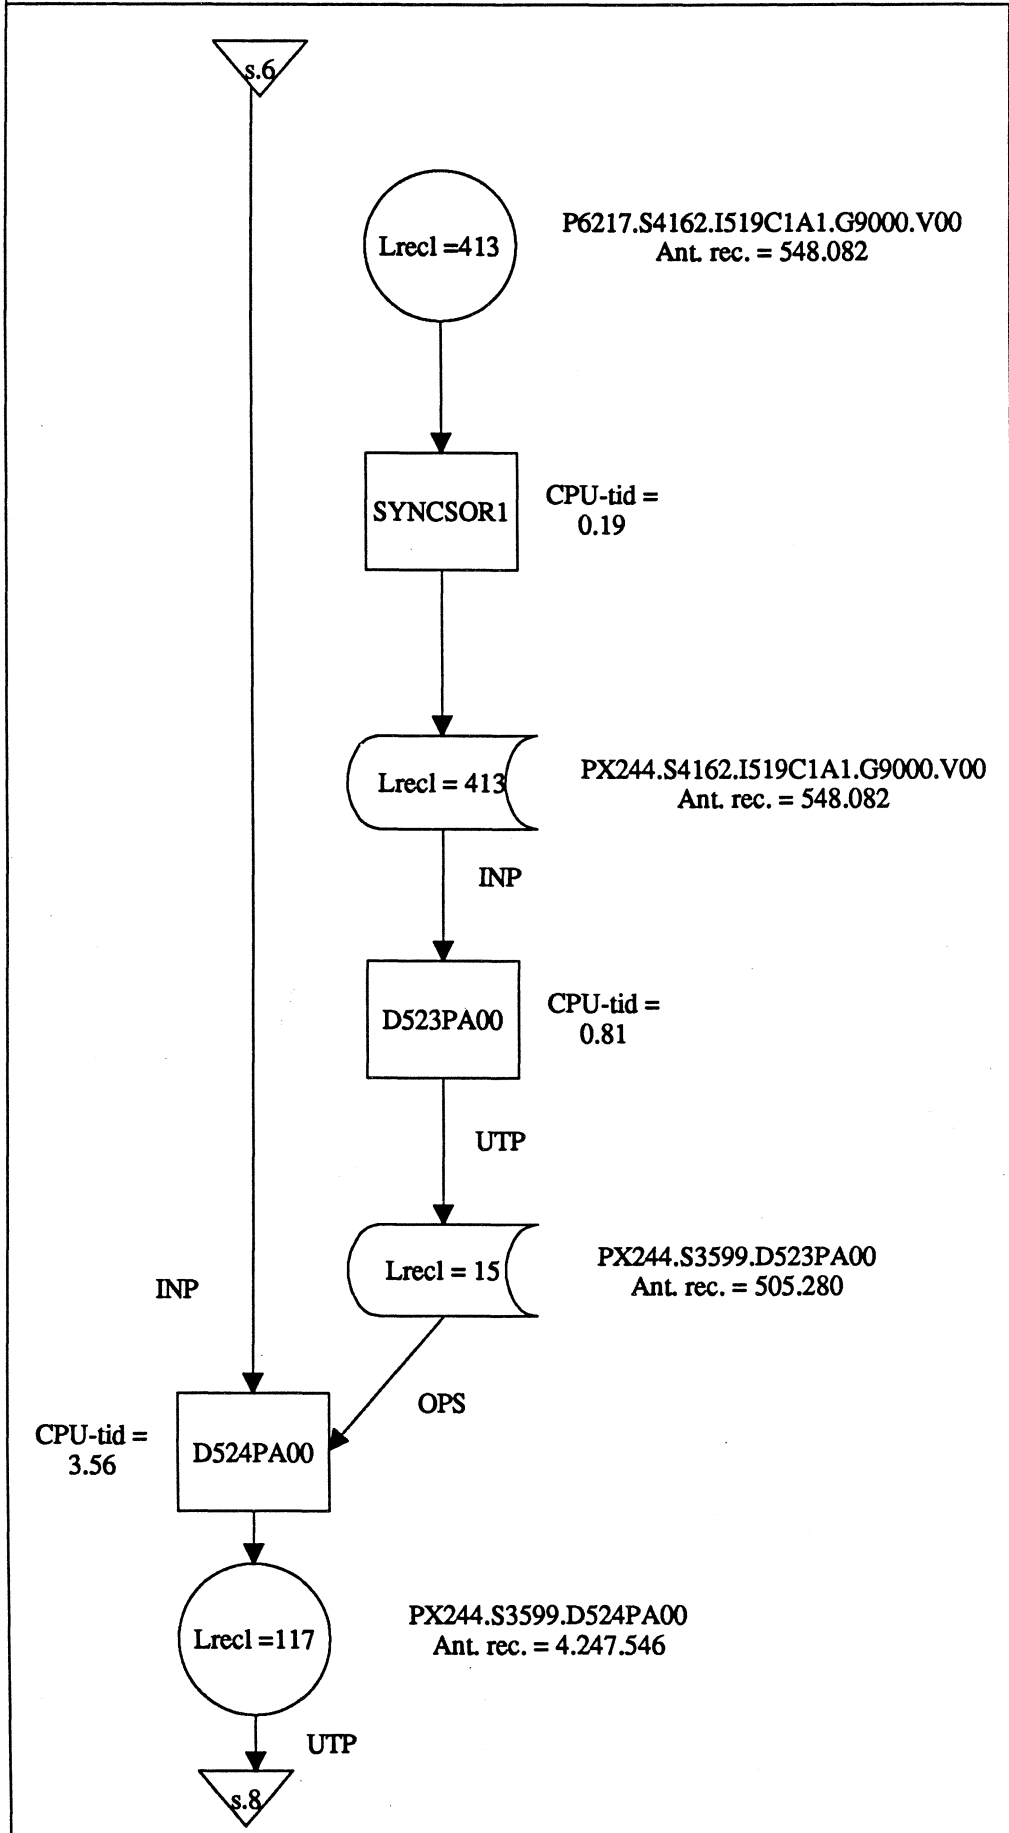 s.6
Lrecl =413
P6217.S4162.I519C1A1.G9000.V00
Ant. rec. = 548.082
SYNCSOR1
CPU-tid =
0.19
Lrecl = 413
PX244.S4162.I519C1A1.G9000.V00
Ant. rec. = 548.082
INP
D523PA00
CPU-tid =
0.81
UTP
Lrecl = 15
PX244.S3599.D523PA00
Ant. rec. = 505.280
INP
OPS
CPU-tid =
3.56
D524PA00
Lrecl =117
PX244.S3599.D524PA00
Ant. rec. = 4.247.546
UTP
s.8